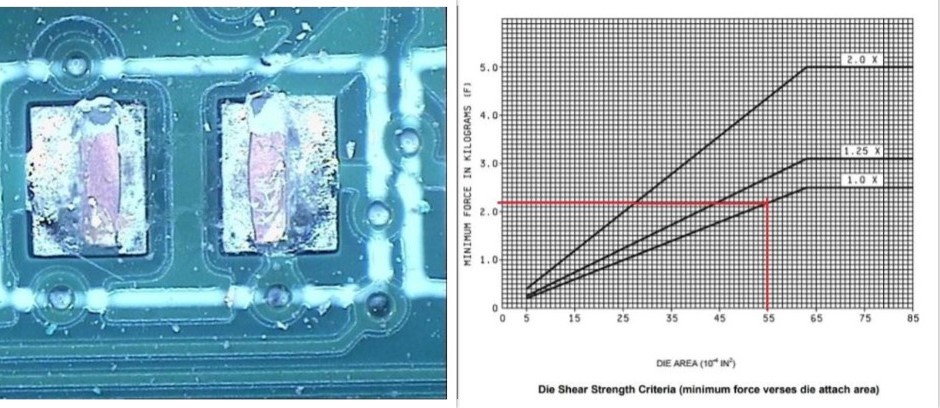 2.0 X
5.0
4.0
1.25 X
3.0
1.0 X
2.0
1.0
0
0 5 15 25 35 45 55 65 75 85
MINIMUM FORCE IN KILOGRAMS (F)
DIE AREA (10⁻⁴ IN²)
Die Shear Strength Criteria (minimum force verses die attach area)